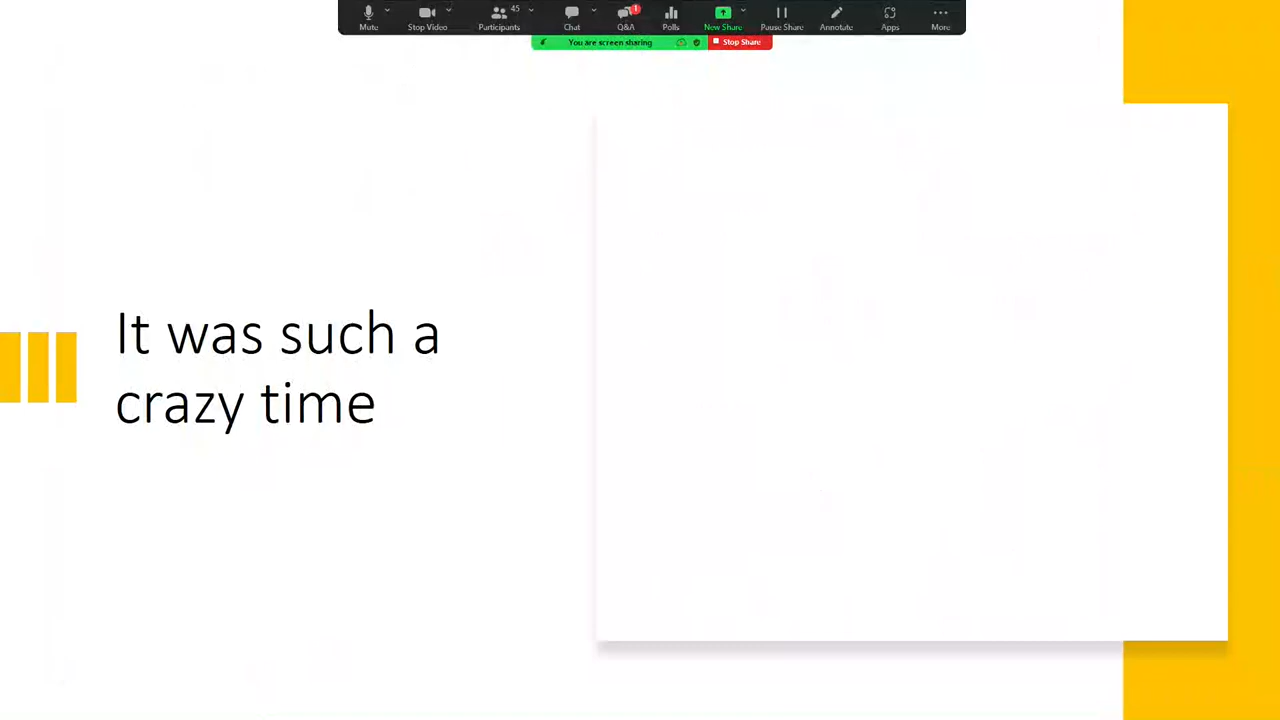 45
1
Mute
Stop Video
Participants
Chat
Q&A
Polls
New Share
Pause Share
Annotate
Apps
More
You are screen sharing
Stop Share
It was such a
crazy time